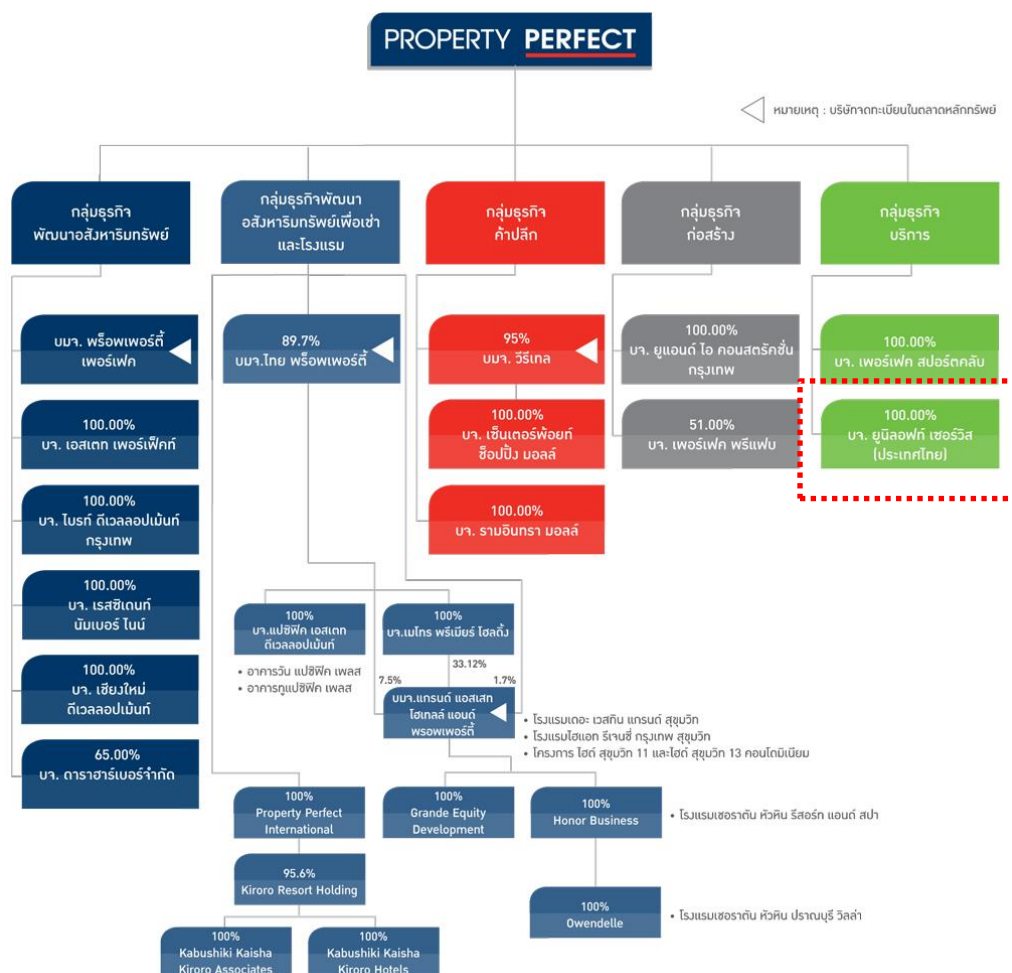 PROPERTY PERFECT
หมายเหตุ : บริษัทจดทะเบียนในตลาดหลักทรัพย์
กลุ่มธุรกิจ
พัฒนาอสังหาริมทรัพย์
กลุ่มธุรกิจพัฒนา
อสังหาริมทรัพย์เพื่อเช่า
และโรงแรม
กลุ่มธุรกิจ
ค้าปลีก
กลุ่มธุรกิจ
ก่อสร้าง
กลุ่มธุรกิจ
บริการ
บมจ. พร็อพเพอร์ตี้
เพอร์เฟค
89.7%
บมจ.ไทย พร็อพเพอร์ตี้
95%
บมจ. วีรีเทล
100.00%
บจ. ยูแอนด์ ไอ คอนสตรัคชั่น
กรุงเทพ
100.00%
บจ. เพอร์เฟค สปอร์ตคลับ
100.00%
บจ. เอสเตท เพอร์เฟ็คท์
100.00%
บจ. เซ็นเตอร์พ้อยท์
ช็อปปิ้ง มอลล์
51.00%
บจ. เพอร์เฟค พรีแฟบ
100.00%
บจ. ยูนิลอฟท์ เซอร์วิส
(ประเทศไทย)
100.00%
บจ. ไบรท์ ดีเวลลอปเม้นท์
กรุงเทพ
100.00%
บจ. รามอินทรา มอลล์
100.00%
บจ. เรสซิเดนท์
นัมเบอร์ ไนน์
100%
บจ.แปซิฟิค เอสเตท
ดีเวลลอปเม้นท์
100%
บจ.เมโทร พรีเมียร์ โฮลดิ้ง
• อาคารวัน แปซิฟิค เพลส
• อาคารทูแปซิฟิค เพลส
33.12%
7.5%
1.7%
100.00%
บจ. เชียงใหม่
ดีเวลลอปเม้นท์
บมจ.แกรนด์ แอสเสท
โฮเทลส์ แอนด์
พรอพเพอร์ตี้
• โรงแรมเดอะ เวสทิน แกรนด์ สุขุมวิท
• โรงแรมไฮแอท รีเจนซี่ กรุงเทพ สุขุมวิท
• โครงการ ไฮด์ สุขุมวิท 11 และไฮด์ สุขุมวิท 13 คอนโดมิเนียม
65.00%
บจ. ดาราฮาร์เบอร์จำกัด
100%
Property Perfect
International
100%
Grande Equity
Development
100%
Honor Business
• โรงแรมเชอราตัน หัวหิน รีสอร์ท แอนด์ สปา
95.6%
Kiroro Resort Holding
100%
Owendelle
• โรงแรมเชอราตัน หัวหิน ปราณบุรี วิลล่า
100%
Kabushiki Kaisha
Kiroro Associates
100%
Kabushiki Kaisha
Kiroro Hotels